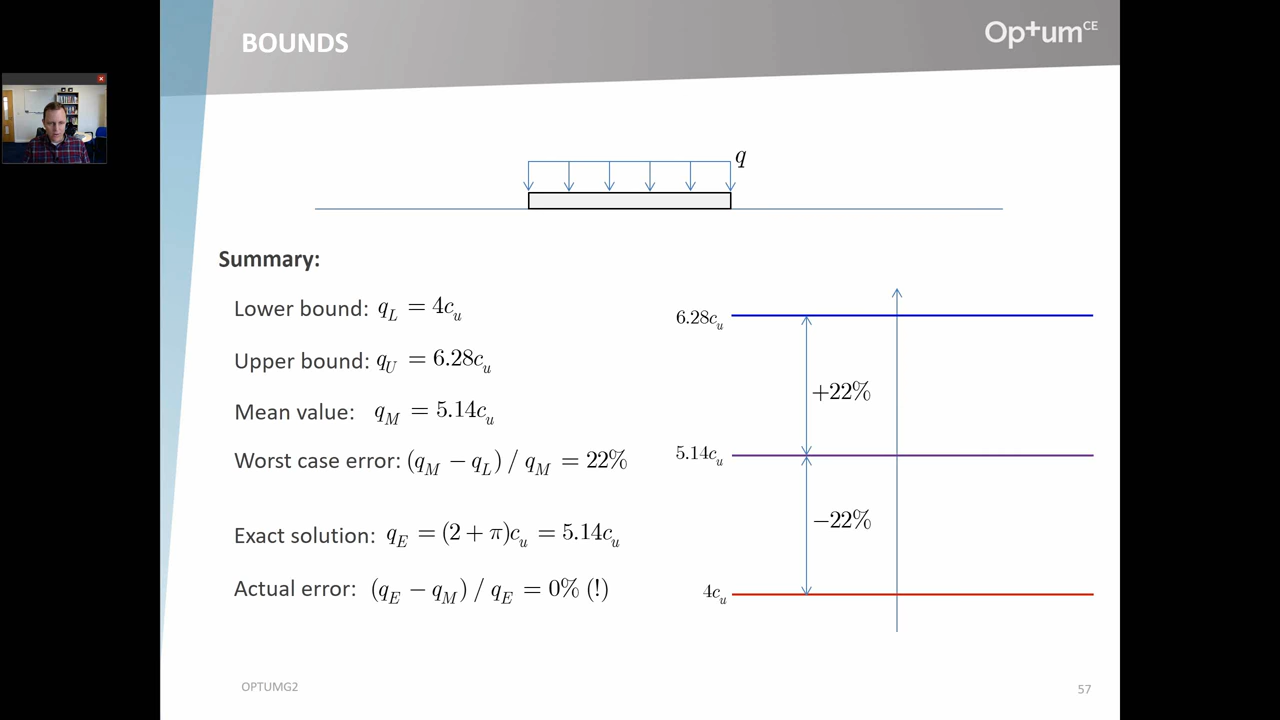 BOUNDS
Op+um CE
q
Summary:
Lower bound: q_L = 4c_u
Upper bound: q_U = 6.28c_u
Mean value: q_M = 5.14c_u
Worst case error: (q_M − q_L) / q_M = 22%
Exact solution: q_E = (2 + π)c_u = 5.14c_u
Actual error: (q_E − q_M) / q_E = 0% (!)
6.28c_u
+22%
5.14c_u
−22%
4c_u
OPTUMG2
57